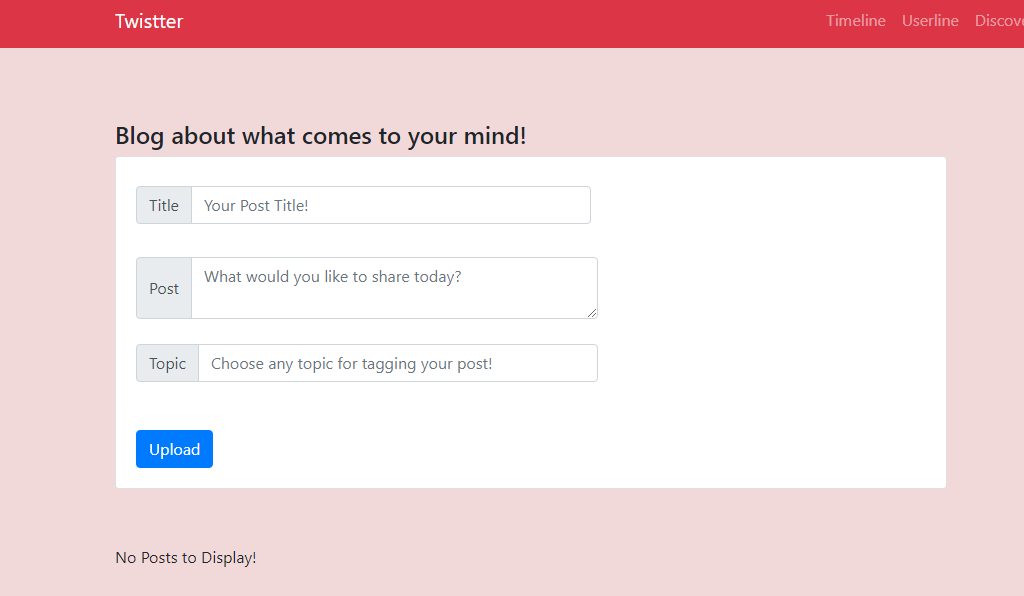 Twistter
Timeline Userline Discove
Blog about what comes to your mind!
Title Your Post Title!
Post What would you like to share today?
Topic Choose any topic for tagging your post!
Upload
No Posts to Display!